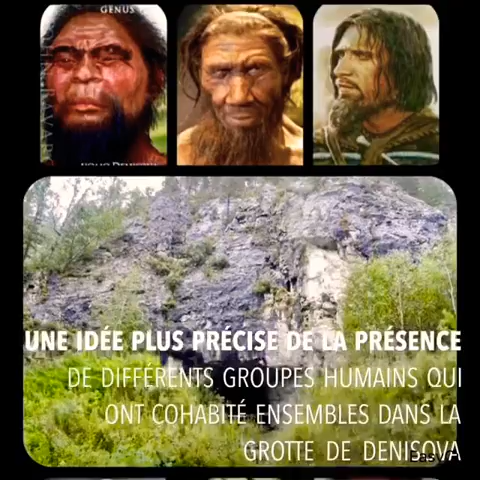 GENUS
UNE IDÉE PLUS PRÉCISE DE LA PRÉSENCE
DE DIFFÉRENTS GROUPES HUMAINS QUI
ONT COHABITÉ ENSEMBLES DANS LA
GROTTE DE DENISOVA